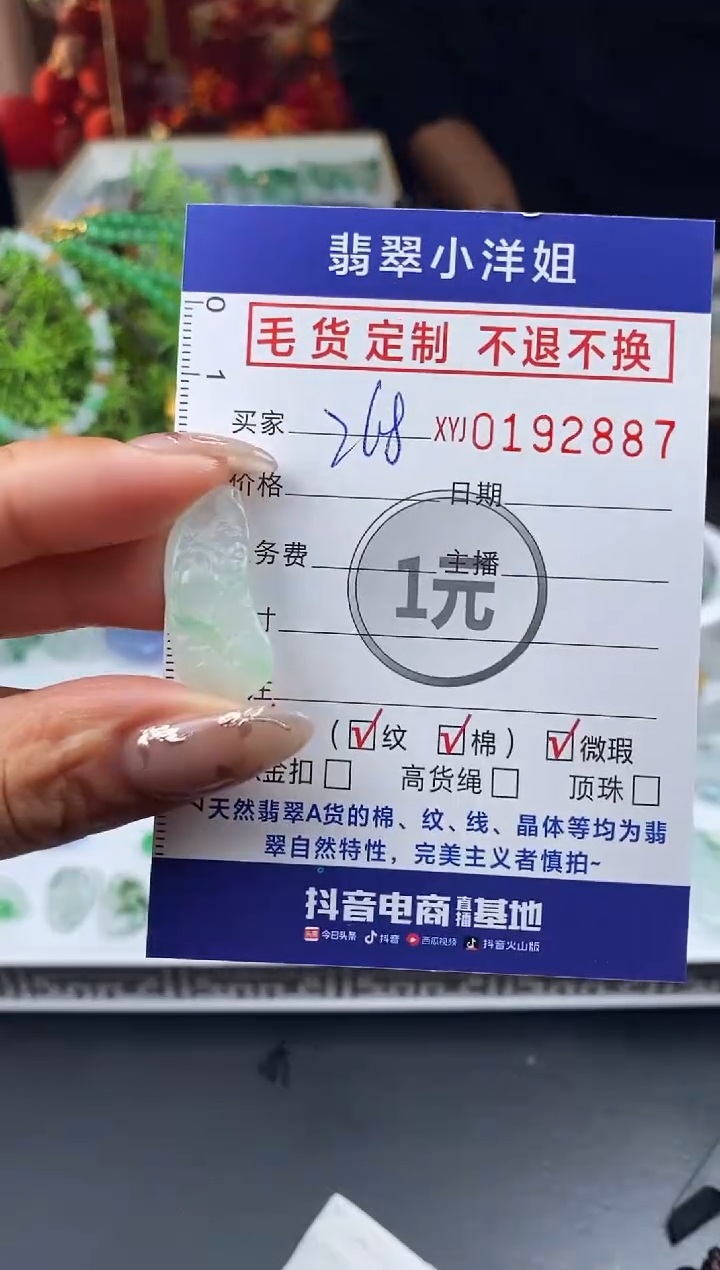 翡翠小洋姐
0
毛货定制 不退不换
1
买家 268 XYJ0192887
价格 日期
务费 主播
1元
寸
注
(☑纹 ☑棉) ☑微瑕
金扣□ 高货绳□ 顶珠□
天然翡翠A货的棉、纹、线、晶体等均为翡
翠自然特性，完美主义者慎拍~
抖音电商直播基地
今日头条 抖音 西瓜视频 抖音火山版